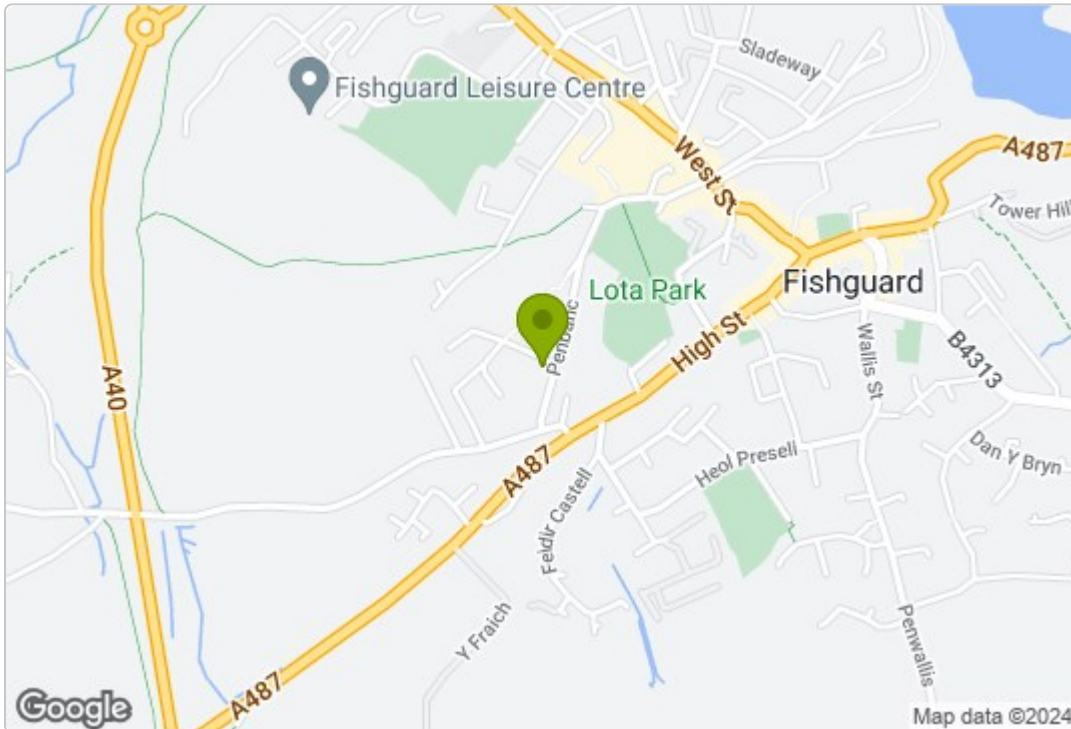 Sladeway
Fishguard Leisure Centre
West St
A487
Tower Hill
Lota Park
Fishguard
Penbanc
High St
B4313
Wallis St
A40
Dan Y Bryn
A487
Heol Preseli
Feidir Castell
Y Fraich
Penwallis
A487
Google
Map data ©2024